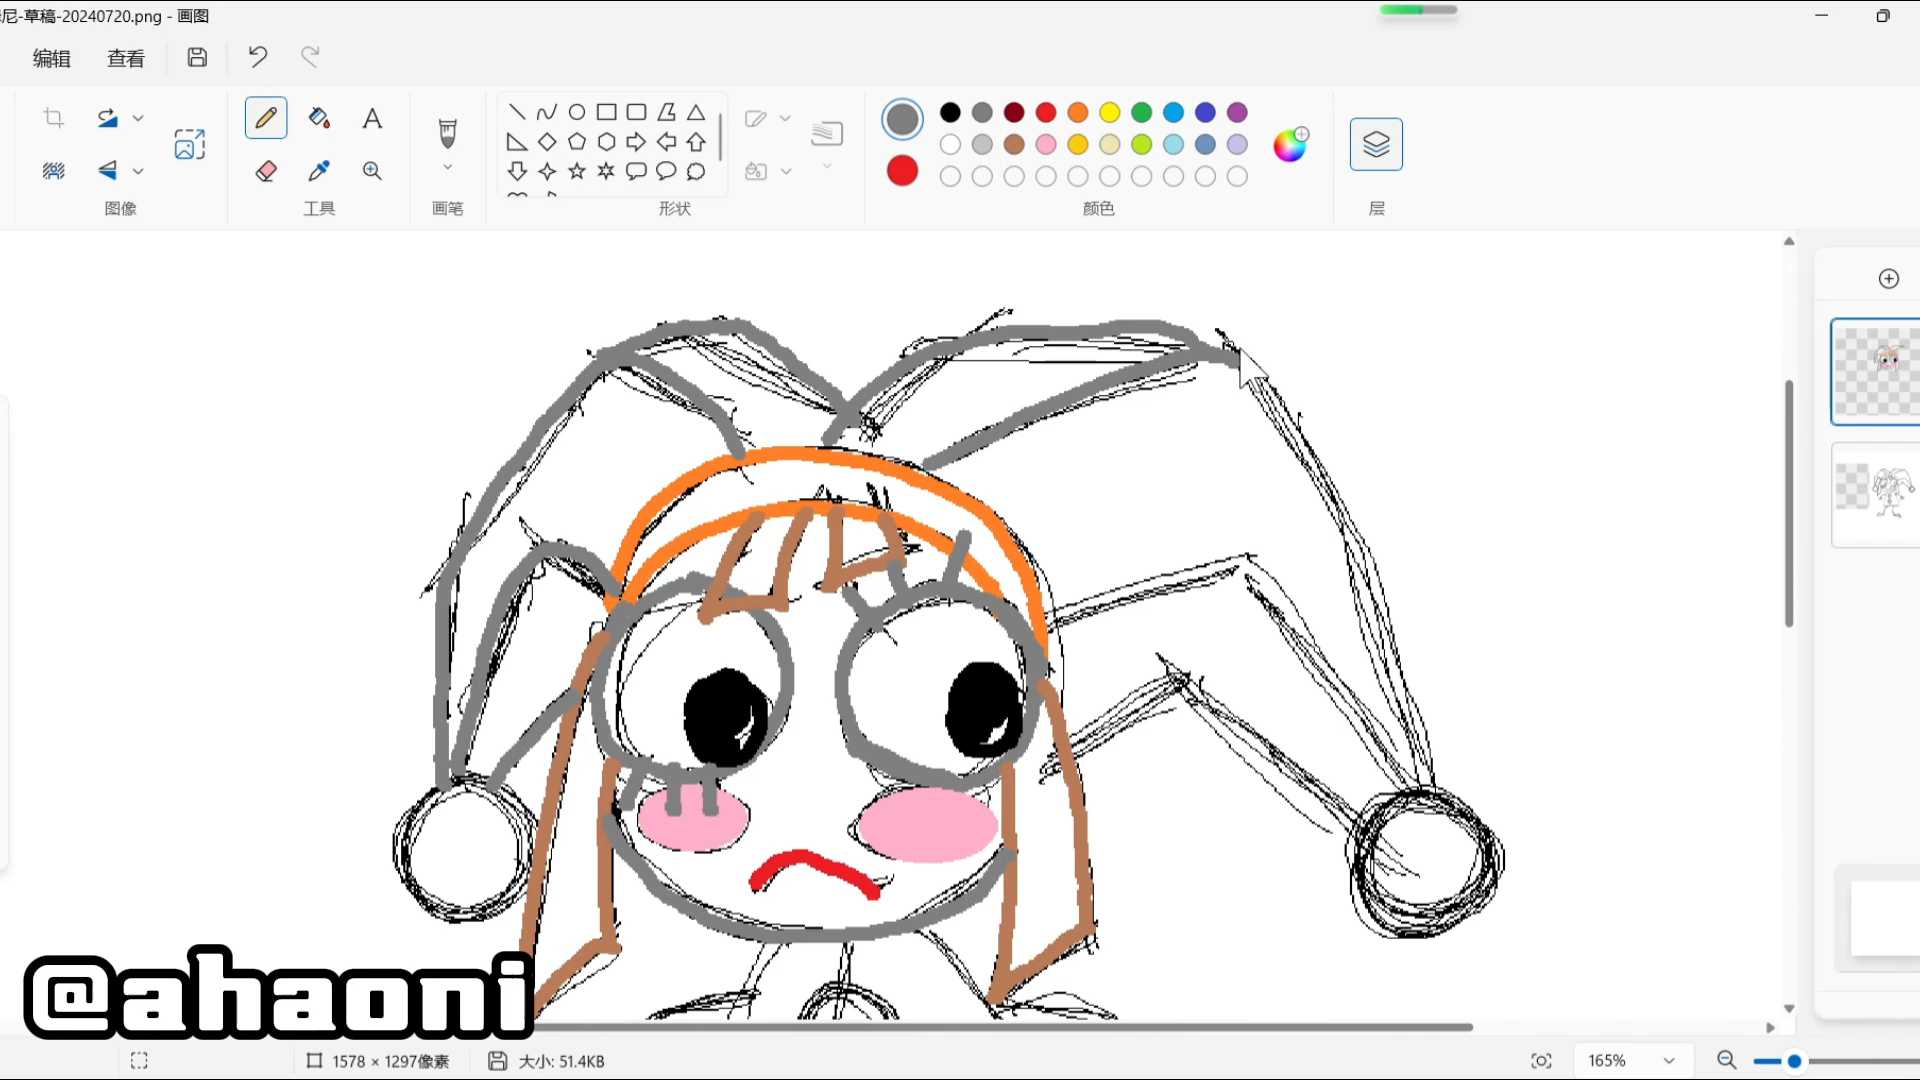 尼-草稿-20240720.png - 画图
编辑 查看
A
图像 工具 画笔 形状 颜色 层
@ahaoni
1578 × 1297像素 大小: 51.4KB 165%